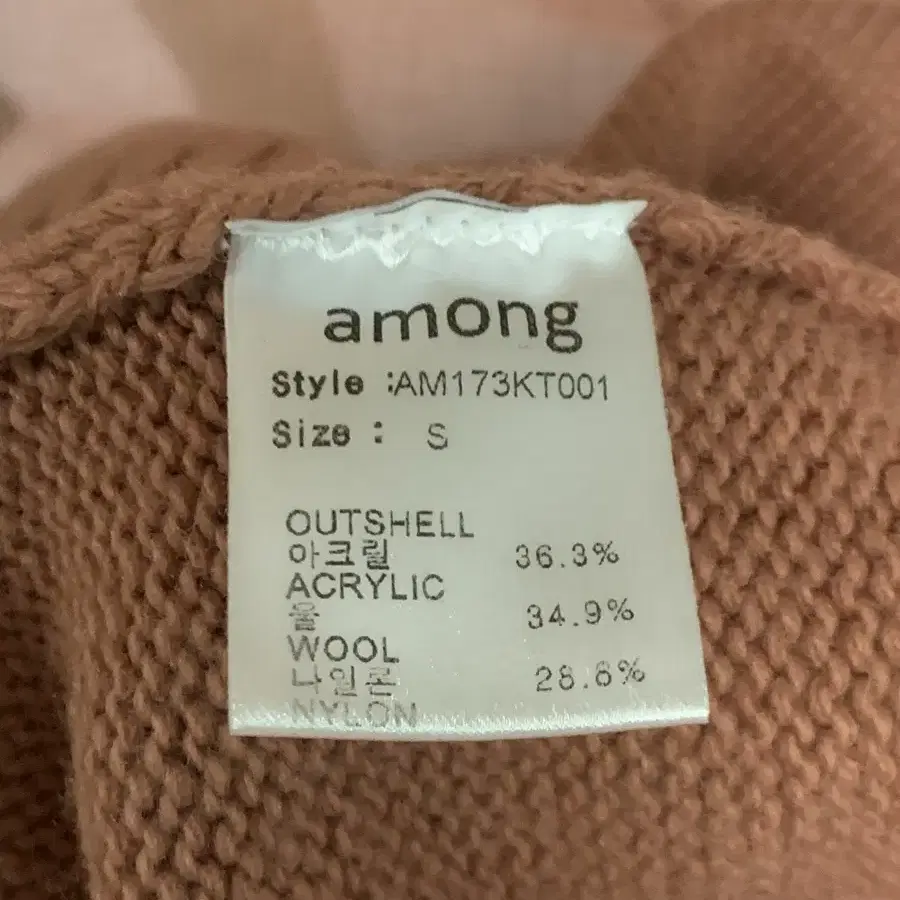 among
Style :AM173KT001
Size : S
OUTSHELL
아크릴 36.3%
ACRYLIC
울 34.9%
WOOL
나일론 28.8%
NYLON